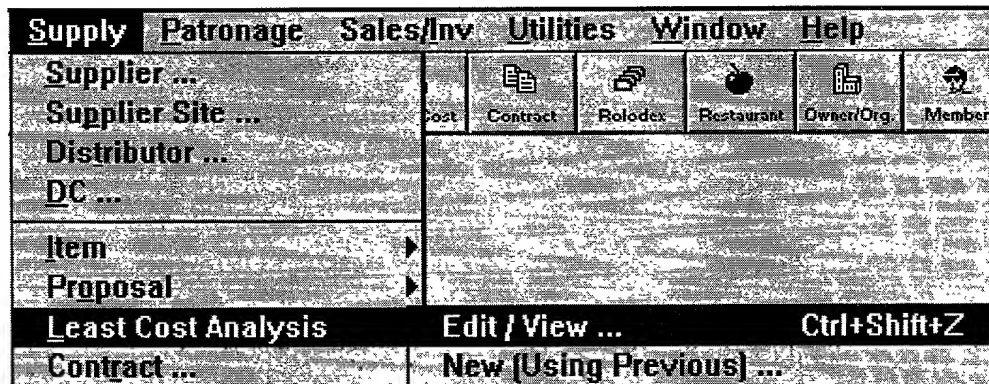 Supply Patronage Sales/Inv Utilities Window Help
Supplier ...
Supplier Site ...
Distributor ...
DC ...
Cost Contract Rolodex Restaurant Owner/Org. Member
Item
Proposal
Least Cost Analysis Edit / View ... Ctrl+Shift+Z
Contract ... New (Using Previous) ...